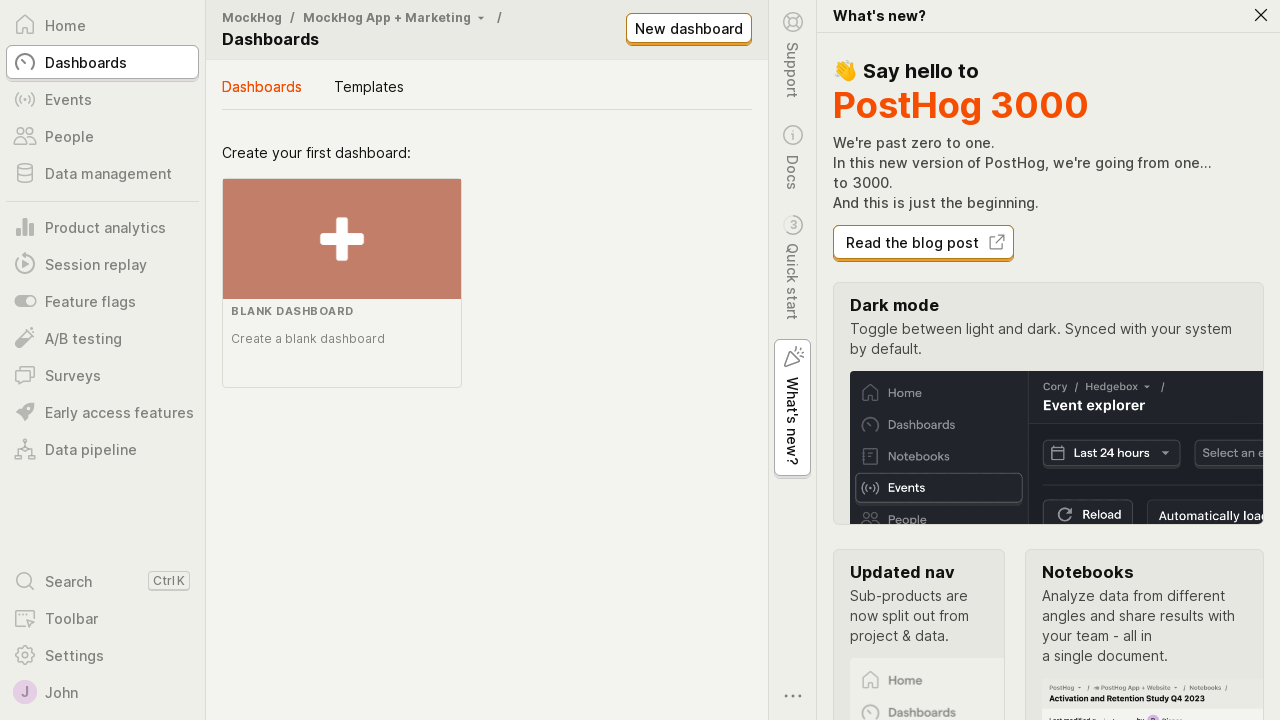 Home
Dashboards
Events
People
Data management
Product analytics
Session replay
Feature flags
A/B testing
Surveys
Early access features
Data pipeline
Search
Ctrl K
Toolbar
Settings
J
John
MockHog / MockHog App + Marketing /
Dashboards
New dashboard
Dashboards
Templates
Create your first dashboard:
BLANK DASHBOARD
Create a blank dashboard
Support
Docs
3
Quick start
What's new?
What's new?
👋 Say hello to
PostHog 3000
We're past zero to one.
In this new version of PostHog, we're going from one...
to 3000.
And this is just the beginning.
Read the blog post
Dark mode
Toggle between light and dark. Synced with your system
by default.
Home
Dashboards
Notebooks
Events
People
Cory / Hedgebox /
Event explorer
Last 24 hours
Select an e
Reload
Automatically load
Updated nav
Sub-products are
now split out from
project & data.
Home
Dashboards
Notebooks
Analyze data from different
angles and share results with
your team - all in
a single document.
PostHog / PostHog App + Website / Notebooks /
Activation and Retention Study Q4 2023